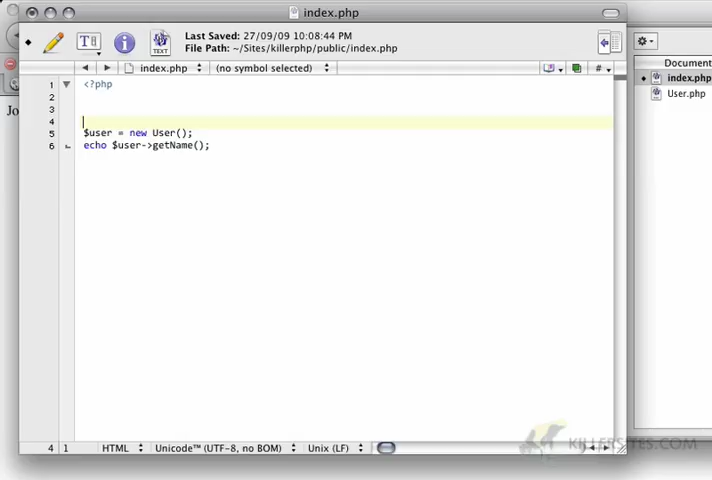 index.php
Last Saved: 27/09/09 10:08:44 PM
File Path: ~/Sites/killerphp/public/index.php
TEXT
index.php
(no symbol selected)
#
Document
index.php
User.php
Jo
1 <?php
2
3
4
5 $user = new User();
6 echo $user->getName();
4 1 HTML Unicode™ (UTF-8, no BOM) Unix (LF)
KILLERSITES.COM